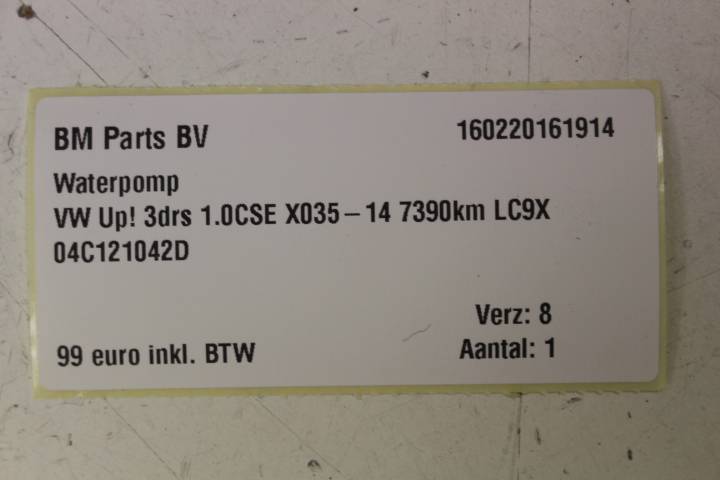 BM Parts BV 160220161914
Waterpomp
VW Up! 3drs 1.0CSE X035-14 7390km LC9X
04C121042D
Verz: 8
99 euro inkl. BTW Aantal: 1